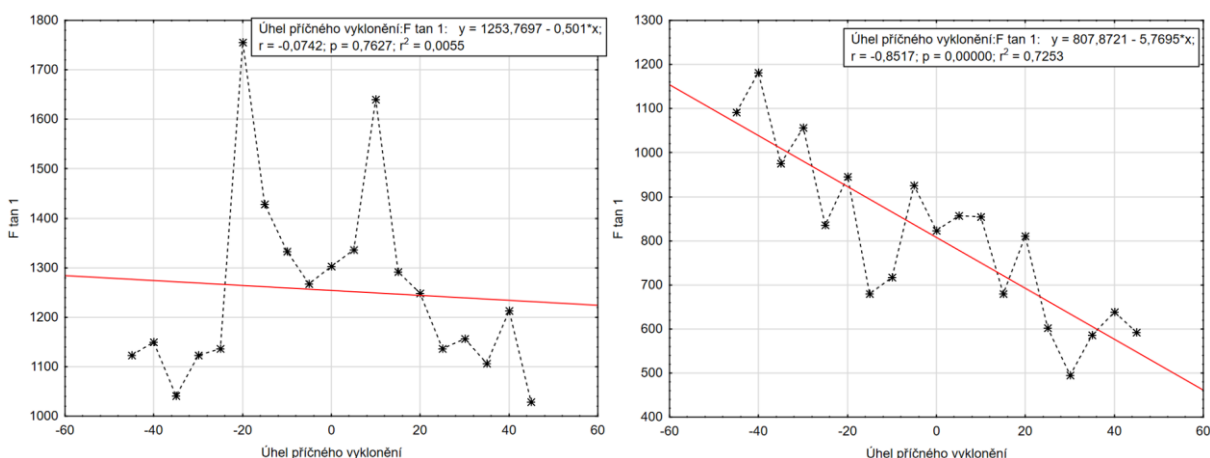 Úhel příčného vyklonění:F tan 1:   y = 1253,7697 - 0,501*x;
r = -0,0742; p = 0,7627; r² = 0,0055
1800
1700
1600
1500
1400
1300
1200
1100
1000
F tan 1
-60 -40 -20 0 20 40 60
Úhel příčného vyklonění
Úhel příčného vyklonění:F tan 1:   y = 807,8721 - 5,7695*x;
r = -0,8517; p = 0,00000; r² = 0,7253
1300
1200
1100
1000
900
800
700
600
500
400
F tan 1
-60 -40 -20 0 20 40 60
Úhel příčného vyklonění